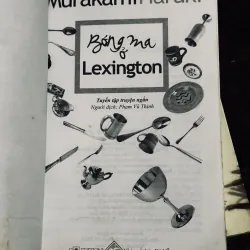 Murakami Haruki
Bóng ma
ở
Lexington
Tuyển tập truyện ngắn
Người dịch: Phạm Vũ Thịnh